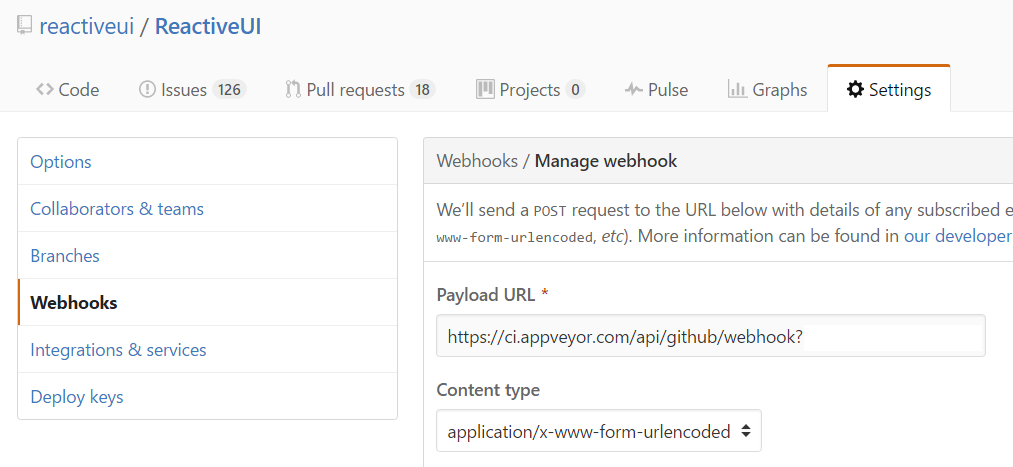 reactiveui / ReactiveUI
Code Issues 126 Pull requests 18 Projects 0 Pulse Graphs Settings
Options
Collaborators & teams
Branches
Webhooks
Integrations & services
Deploy keys
Webhooks / Manage webhook
We’ll send a POST request to the URL below with details of any subscribed e
www-form-urlencoded, etc). More information can be found in our developer
Payload URL *
https://ci.appveyor.com/api/github/webhook?
Content type
application/x-www-form-urlencoded